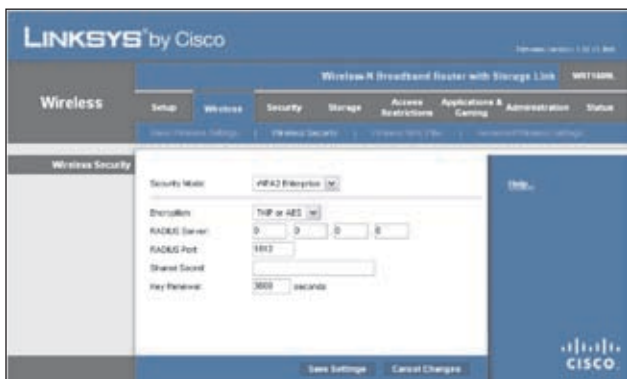 LINKSYS by Cisco
Wireless-N Broadband Router with Storage Link
Wireless
Setup Wireless Security Storage Access Restrictions Applications & Gaming Administration Status
Wireless Security
Wireless Security
Security Mode: WPA2 Enterprise
Encryption: TKIP or AES
RADIUS Server: 0 . 0 . 0 . 0
RADIUS Port: 1812
Shared Secret:
Key Renewal: 3600 seconds
Help...
Save Settings Cancel Changes
CISCO